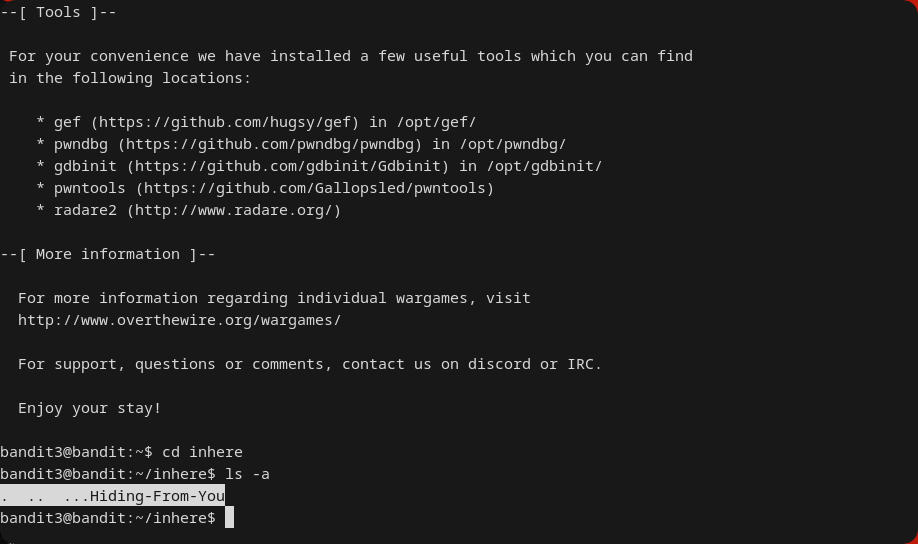 --[ Tools ]--
For your convenience we have installed a few useful tools which you can find
in the following locations:
* gef (https://github.com/hugsy/gef) in /opt/gef/
* pwndbg (https://github.com/pwndbg/pwndbg) in /opt/pwndbg/
* gdbinit (https://github.com/gdbinit/Gdbinit) in /opt/gdbinit/
* pwntools (https://github.com/Gallopsled/pwntools)
* radare2 (http://www.radare.org/)
--[ More information ]--
For more information regarding individual wargames, visit
http://www.overthewire.org/wargames/
For support, questions or comments, contact us on discord or IRC.
Enjoy your stay!
bandit3@bandit:~$ cd inhere
bandit3@bandit:~/inhere$ ls -a
.  ..  ...Hiding-From-You
bandit3@bandit:~/inhere$